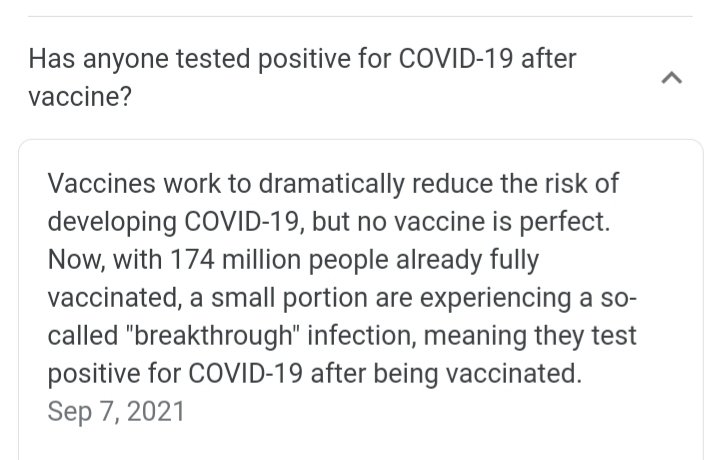 Has anyone tested positive for COVID-19 after
vaccine?
Vaccines work to dramatically reduce the risk of
developing COVID-19, but no vaccine is perfect.
Now, with 174 million people already fully
vaccinated, a small portion are experiencing a so-
called "breakthrough" infection, meaning they test
positive for COVID-19 after being vaccinated.
Sep 7, 2021